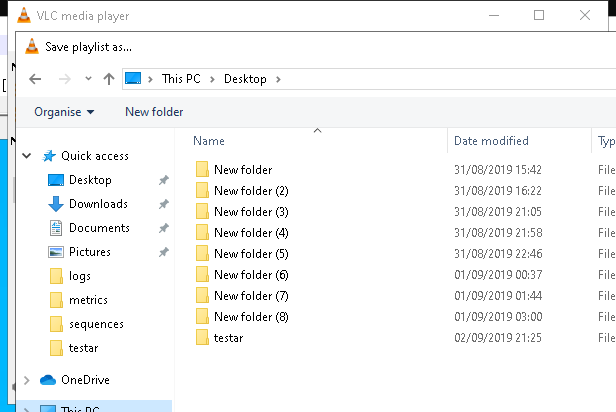 VLC media player
Save playlist as...
This PC
Desktop
Organise
New folder
Name
Date modified
Quick access
Desktop
Downloads
Documents
Pictures
logs
metrics
sequences
testar
OneDrive
This PC
New folder 31/08/2019 15:42 File
New folder (2) 31/08/2019 16:22 File
New folder (3) 31/08/2019 21:05 File
New folder (4) 31/08/2019 21:58 File
New folder (5) 31/08/2019 22:46 File
New folder (6) 01/09/2019 00:37 File
New folder (7) 01/09/2019 01:44 File
New folder (8) 01/09/2019 03:00 File
testar 02/09/2019 21:25 File